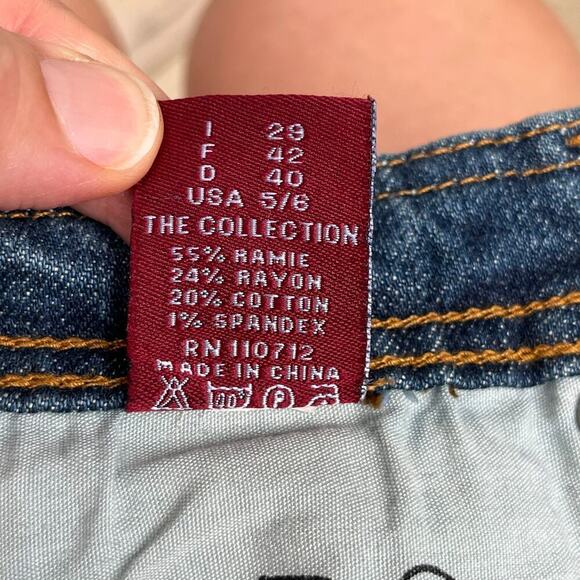 I 29
F 42
D 40
USA 5/6
THE COLLECTION
55% RAMIE
24% RAYON
20% COTTON
1% SPANDEX
RN 110712
MADE IN CHINA
P